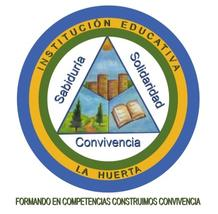 INSTITUCIÓN EDUCATIVA
Sabiduría
Solidaridad
Convivencia
LA HUERTA
FORMANDO EN COMPETENCIAS CONSTRUIMOS CONVIVENCIA